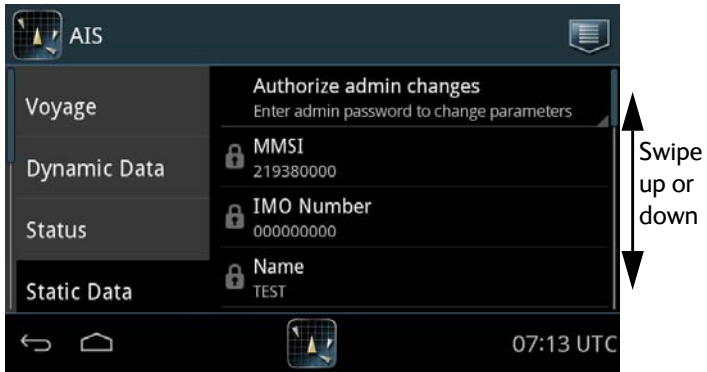 AIS
Voyage
Dynamic Data
Status
Static Data
Authorize admin changes
Enter admin password to change parameters
MMSI
219380000
IMO Number
000000000
Name
TEST
07:13 UTC
Swipe
up or
down